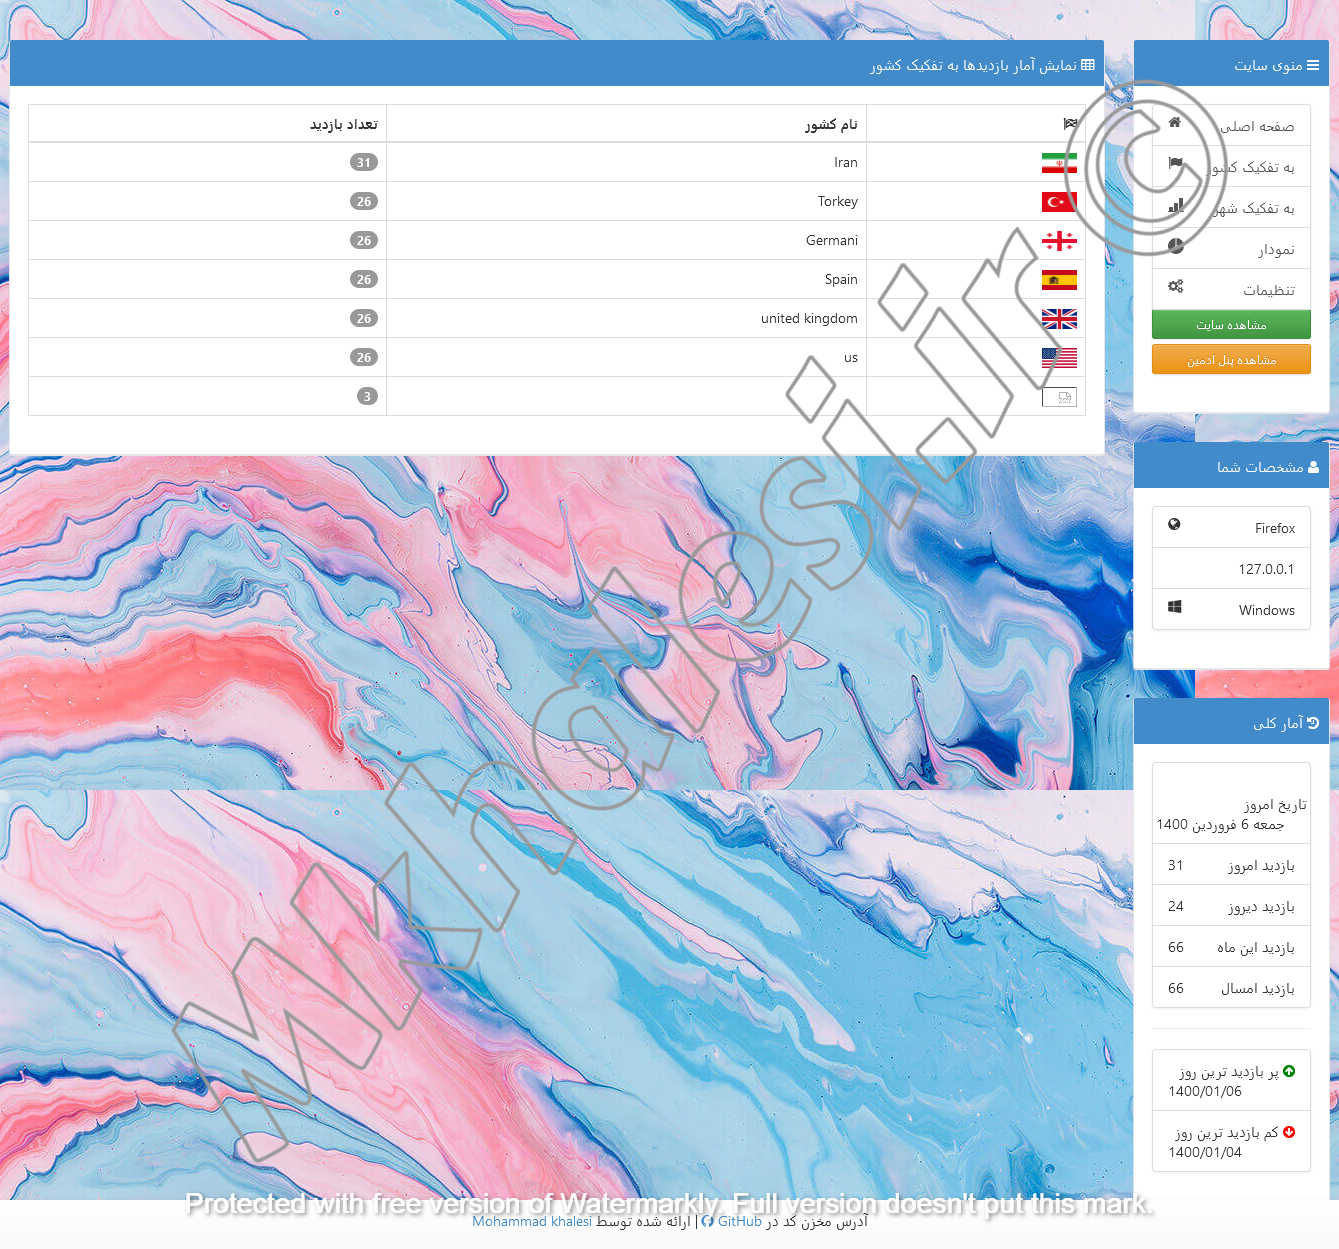 منوی سایت
صفحه اصلی
به تفکیک کشور
به تفکیک شهر
نمودار
تنظیمات
مشاهده سایت
مشاهده پنل ادمین
نمایش آمار بازدیدها به تفکیک کشور
نام کشور تعداد بازدید
Iran 31
Torkey 26
Germani 26
Spain 26
united kingdom 26
us 26
3
مشخصات شما
Firefox
127.0.0.1
Windows
آمار کلی
تاریخ امروز
جمعه 6 فروردین 1400
بازدید امروز 31
بازدید دیروز 24
بازدید این ماه 66
بازدید امسال 66
پر بازدید ترین روز
1400/01/06
کم بازدید ترین روز
1400/01/04
Mkhalesi.ir ©
Protected with free version of Watermarkly. Full version doesn't put this mark.
آدرس مخزن کد در GitHub | ارائه شده توسط Mohammad khalesi